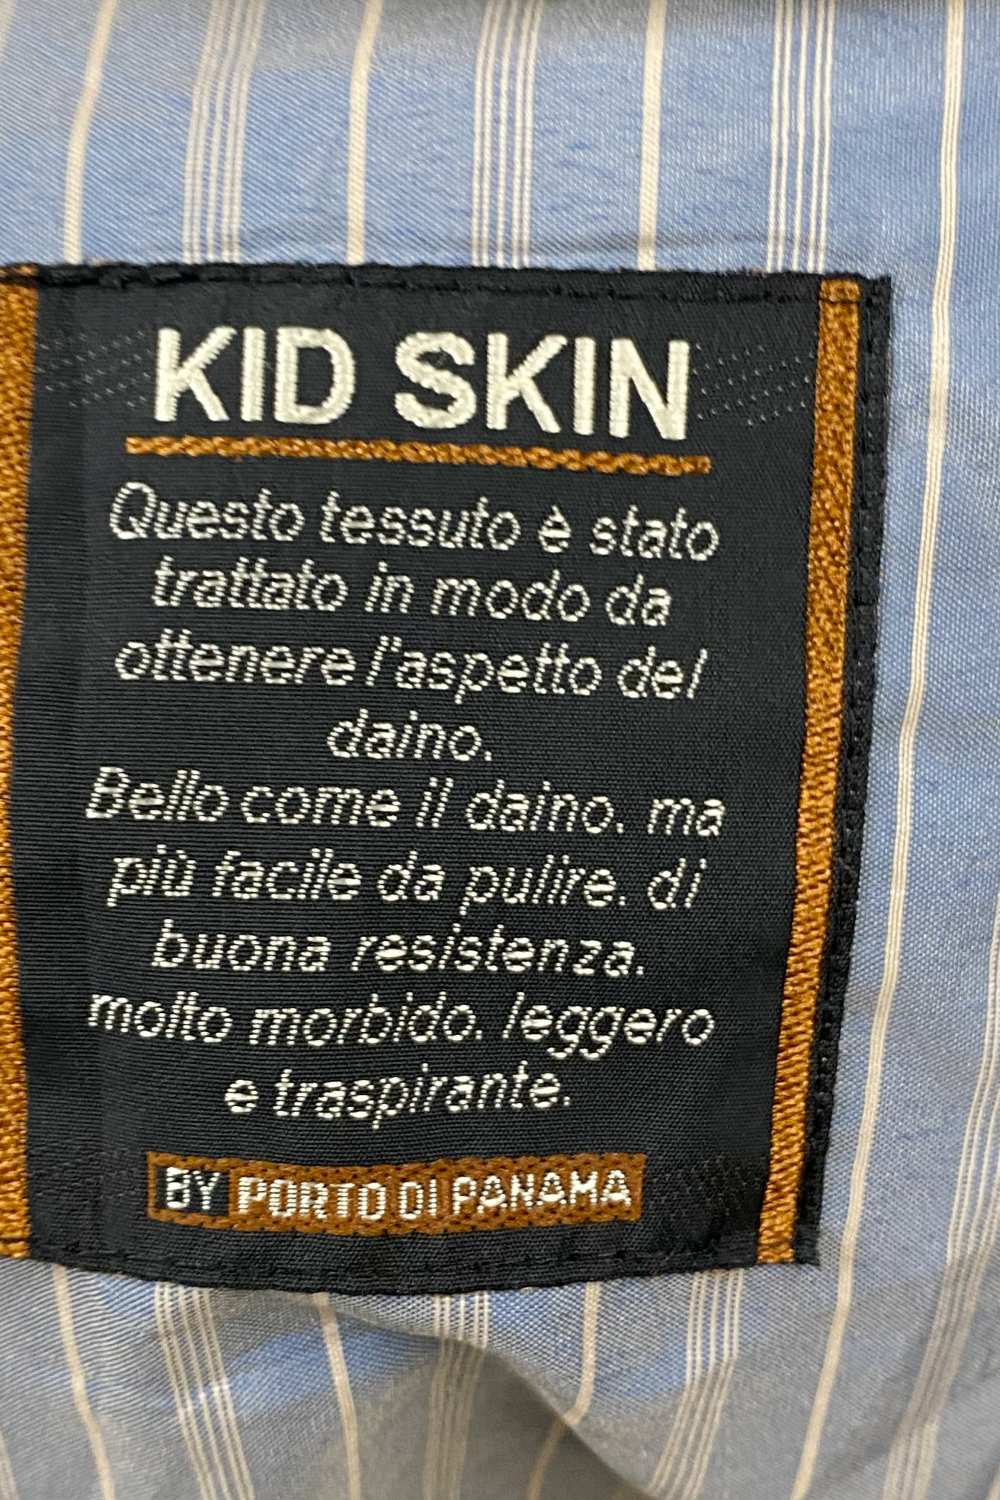 KID SKIN
Questo tessuto è stato
trattato in modo da
ottenere l'aspetto del
daino.
Bello come il daino, ma
più facile da pulire, di
buona resistenza,
molto morbido, leggero
e traspirante.
BY PORTO DI PANAMA